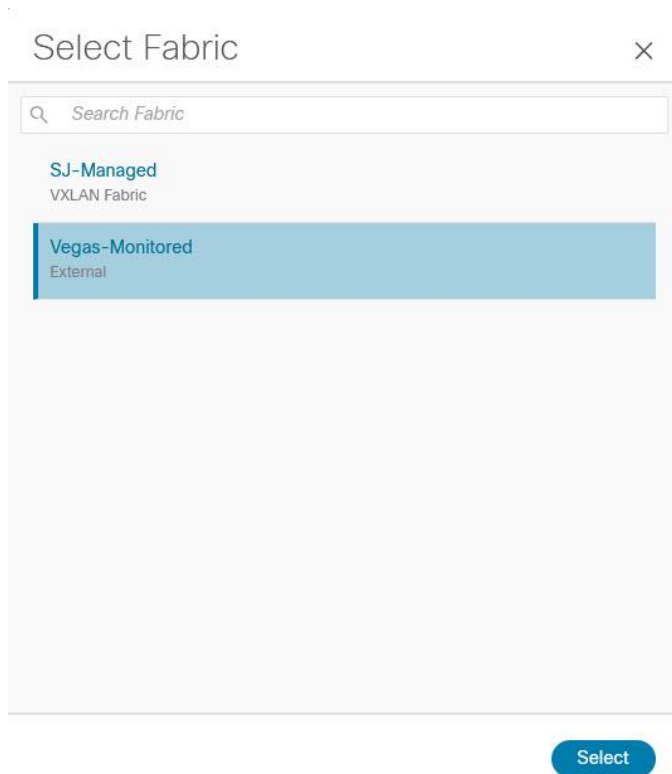 Select Fabric
Search Fabric
SJ-Managed
VXLAN Fabric
Vegas-Monitored
External
Select